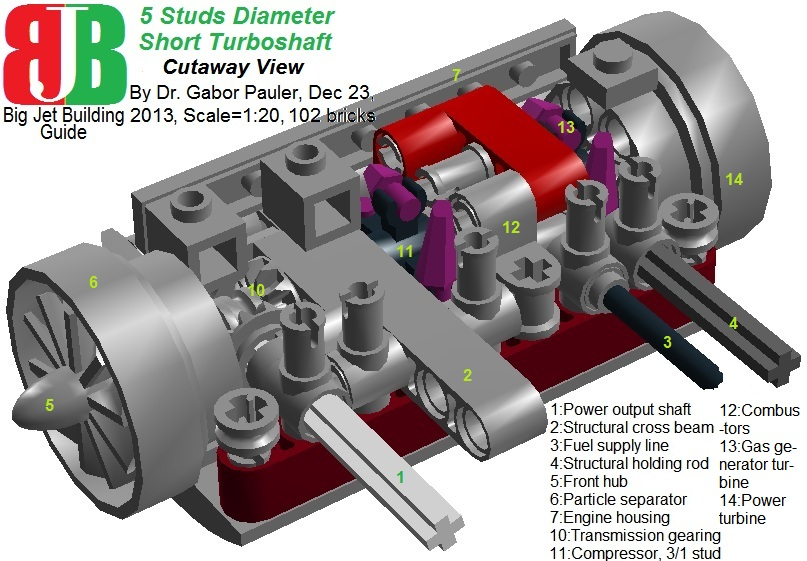 5 Studs Diameter
Short Turboshaft
Cutaway View
By Dr. Gabor Pauler, Dec 23,
2013, Scale=1:20, 102 bricks
BJB
Big Jet Building
Guide
7
13
14
12
11
6
10
4
3
2
5
1
1:Power output shaft
2:Structural cross beam
3:Fuel supply line
4:Structural holding rod
5:Front hub
6:Particle separator
7:Engine housing
10:Transmission gearing
11:Compressor, 3/1 stud
12:Combus
-tors
13:Gas ge-
nerator tur-
bine
14:Power
turbine